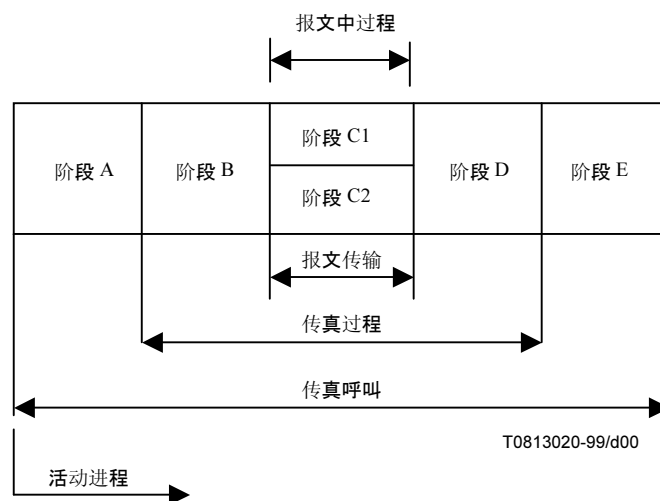 报文中过程
阶段 C1
阶段 A
阶段 B
阶段 D
阶段 E
阶段 C2
报文传输
传真过程
传真呼叫
T0813020-99/d00
活动进程